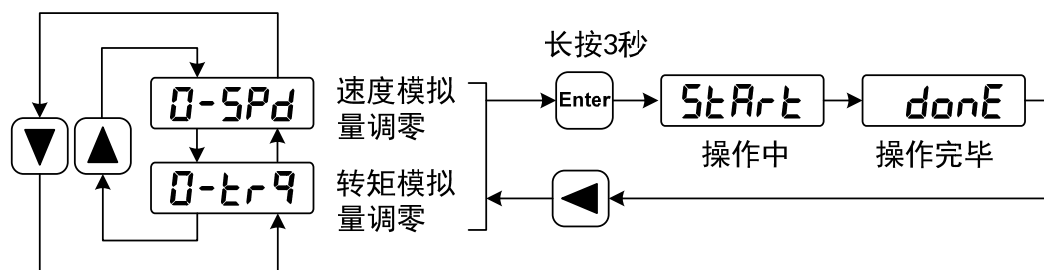 长按3秒
0-SPd
速度模拟
量调零
Enter
StArt
donE
操作中
操作完毕
0-trq
转矩模拟
量调零